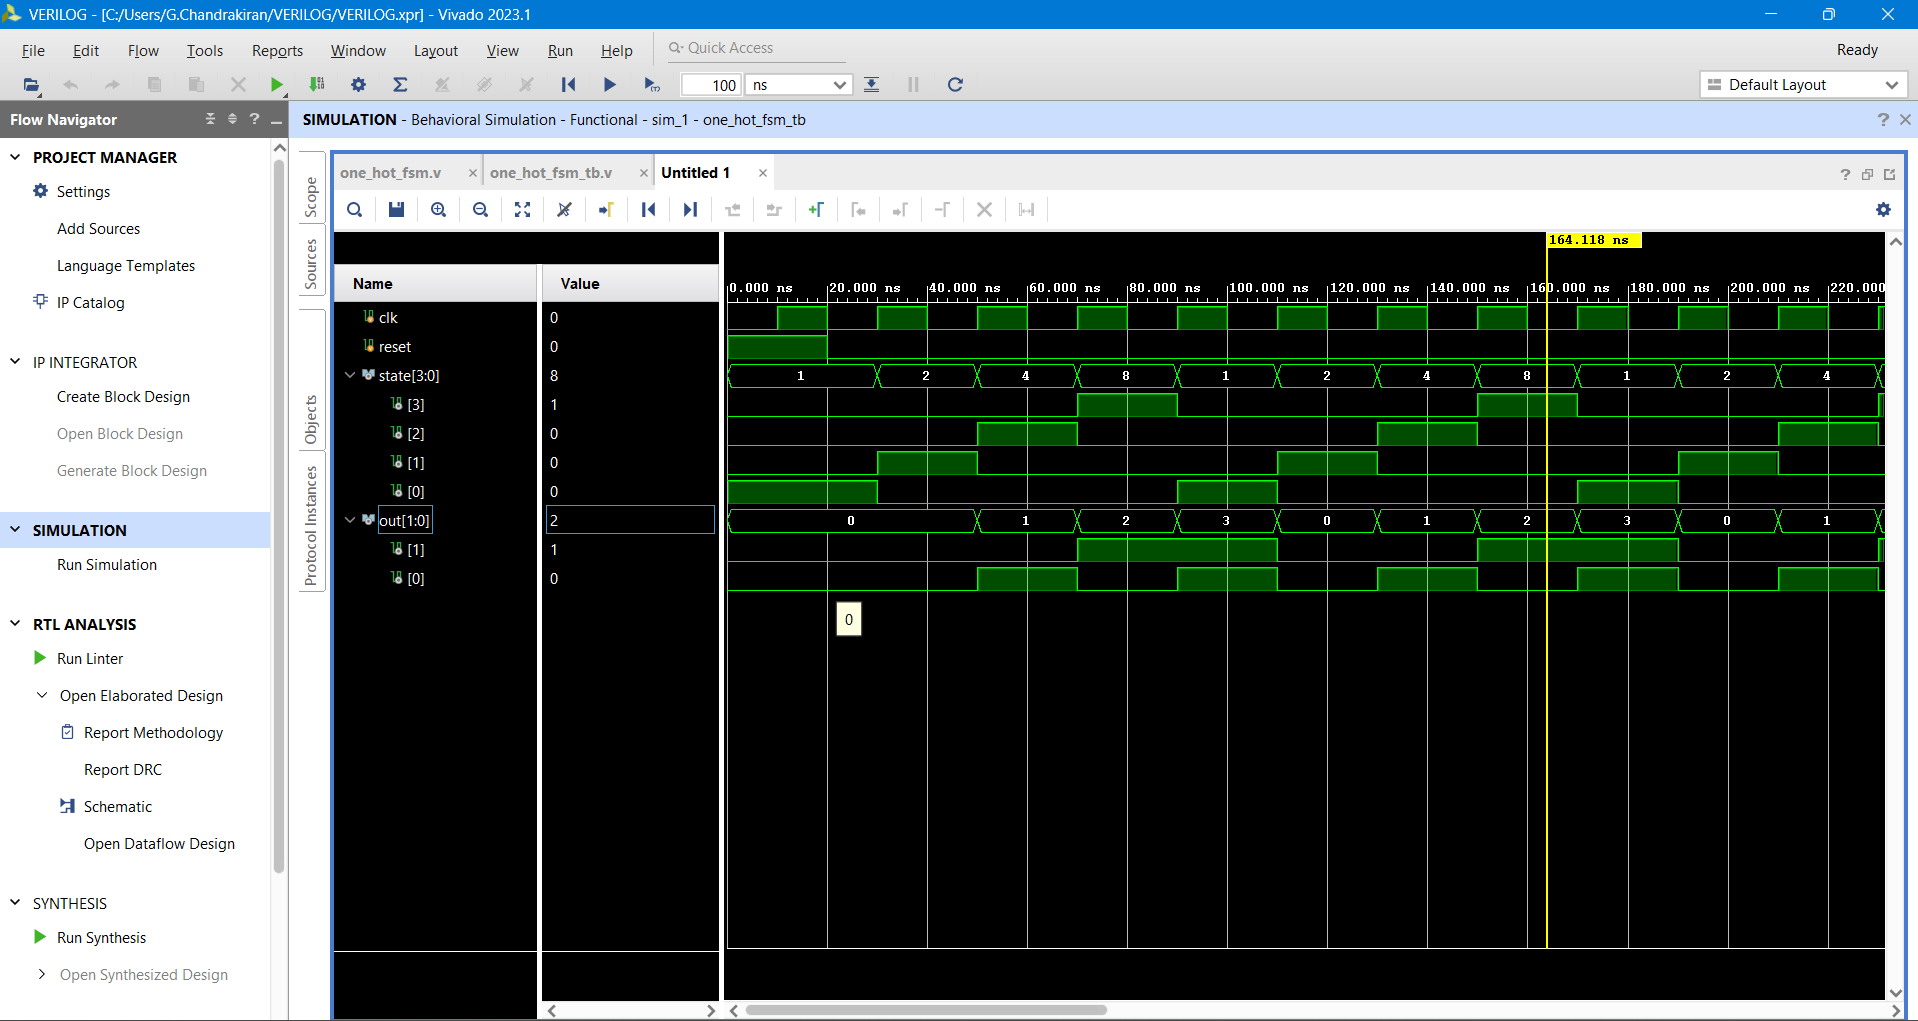 VERILOG - [C:/Users/G.Chandrakiran/VERILOG/VERILOG.xpr] - Vivado 2023.1
File Edit Flow Tools Reports Window Layout View Run Help Quick Access Ready
100 ns Default Layout
Flow Navigator
SIMULATION - Behavioral Simulation - Functional - sim_1 - one_hot_fsm_tb
PROJECT MANAGER
Settings
Add Sources
Language Templates
IP Catalog
IP INTEGRATOR
Create Block Design
Open Block Design
Generate Block Design
SIMULATION
Run Simulation
RTL ANALYSIS
Run Linter
Open Elaborated Design
Report Methodology
Report DRC
Schematic
Open Dataflow Design
SYNTHESIS
Run Synthesis
Open Synthesized Design
Scope
Sources
Objects
Protocol Instances
one_hot_fsm.v one_hot_fsm_tb.v Untitled 1
164.118 ns
Name Value
0.000 ns 20.000 ns 40.000 ns 60.000 ns 80.000 ns 100.000 ns 120.000 ns 140.000 ns 160.000 ns 180.000 ns 200.000 ns 220.000
clk 0
reset 0
state[3:0] 8 1 2 4 8 1 2 4 8 1 2 4
[3] 1
[2] 0
[1] 0
[0] 0
out[1:0] 2 0 1 2 3 0 1 2 3 0 1
[1] 1
[0] 0
0